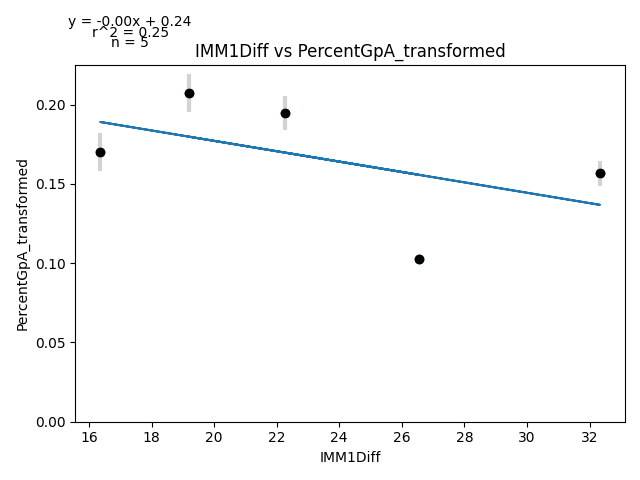 y = -0.00x + 0.24
r^2 = 0.25
n = 5
IMM1Diff vs PercentGpA_transformed
PercentGpA_transformed
0.20
0.15
0.10
0.05
0.00
16 18 20 22 24 26 28 30 32
IMM1Diff